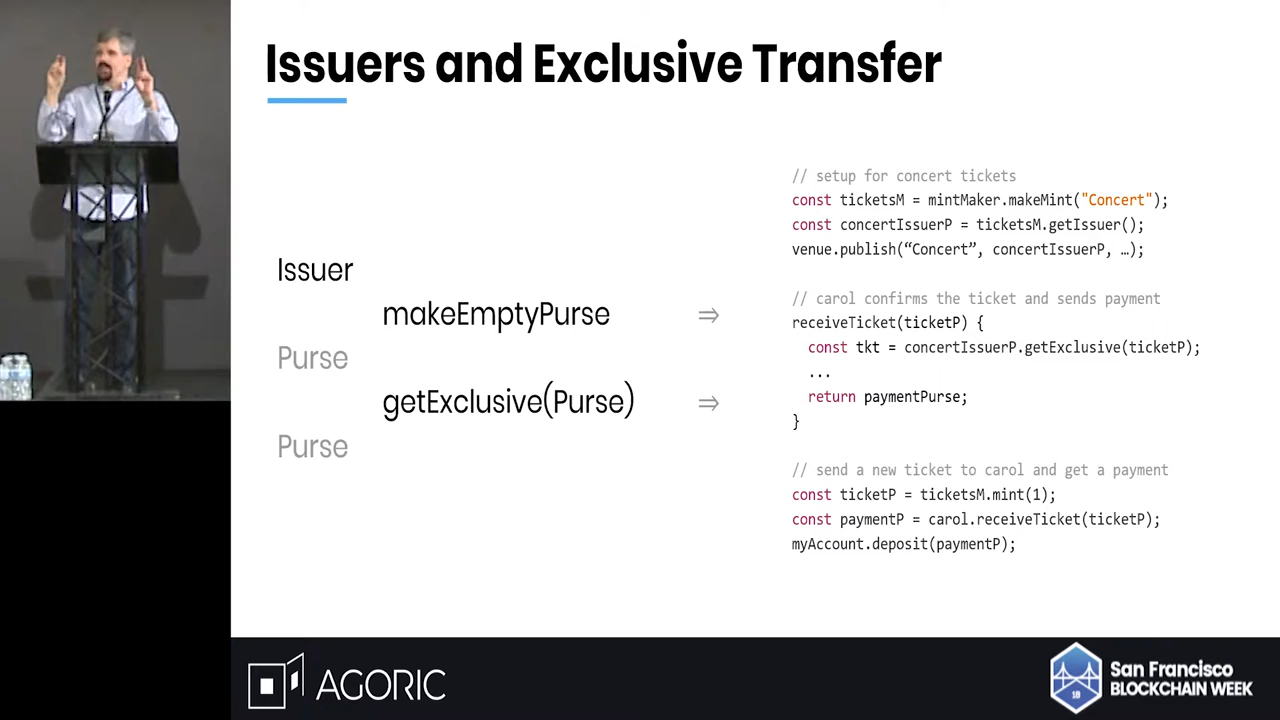 Issuers and Exclusive Transfer
Issuer
makeEmptyPurse ⇒
Purse
getExclusive(Purse) ⇒
Purse
// setup for concert tickets
const ticketsM = mintMaker.makeMint("Concert");
const concertIssuerP = ticketsM.getIssuer();
venue.publish(“Concert”, concertIssuerP, …);
// carol confirms the ticket and sends payment
receiveTicket(ticketP) {
const tkt = concertIssuerP.getExclusive(ticketP);
...
return paymentPurse;
}
// send a new ticket to carol and get a payment
const ticketP = ticketsM.mint(1);
const paymentP = carol.receiveTicket(ticketP);
myAccount.deposit(paymentP);
AGORIC
18
San Francisco
BLOCKCHAIN WEEK